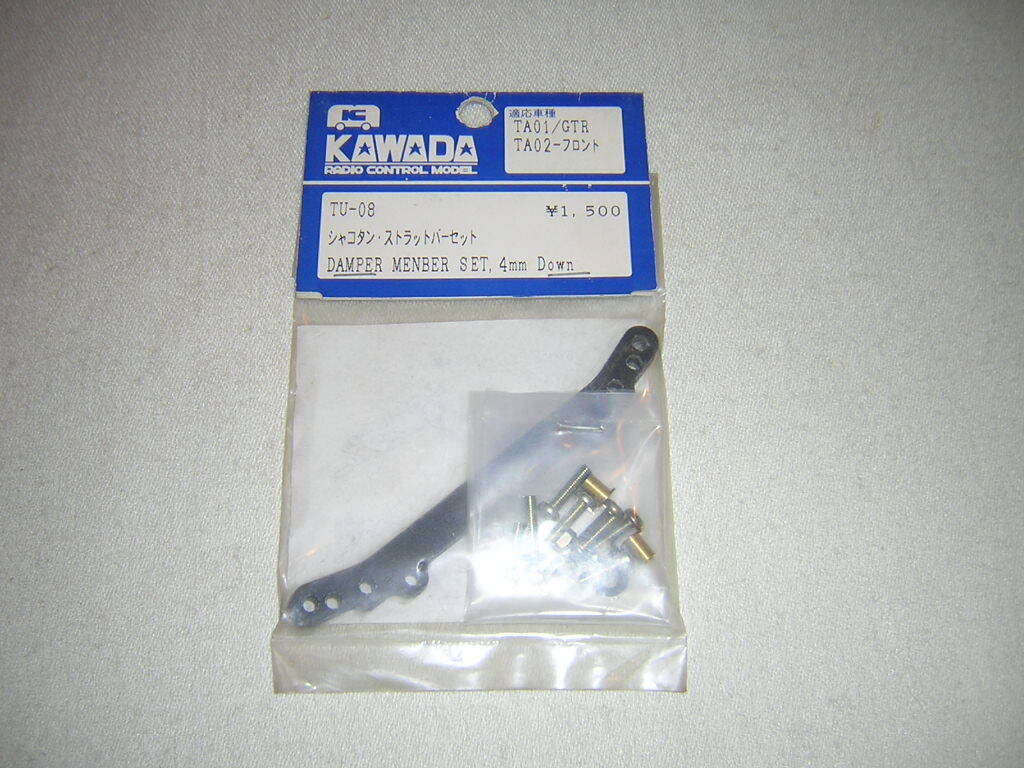 K
KAWADA
RADIO CONTROL MODEL
適応車種
TA01/GTR
TA02-フロント
TU-08 ¥1,500
シャコタン・ストラットバーセット
DAMPER MENBER SET, 4mm Down